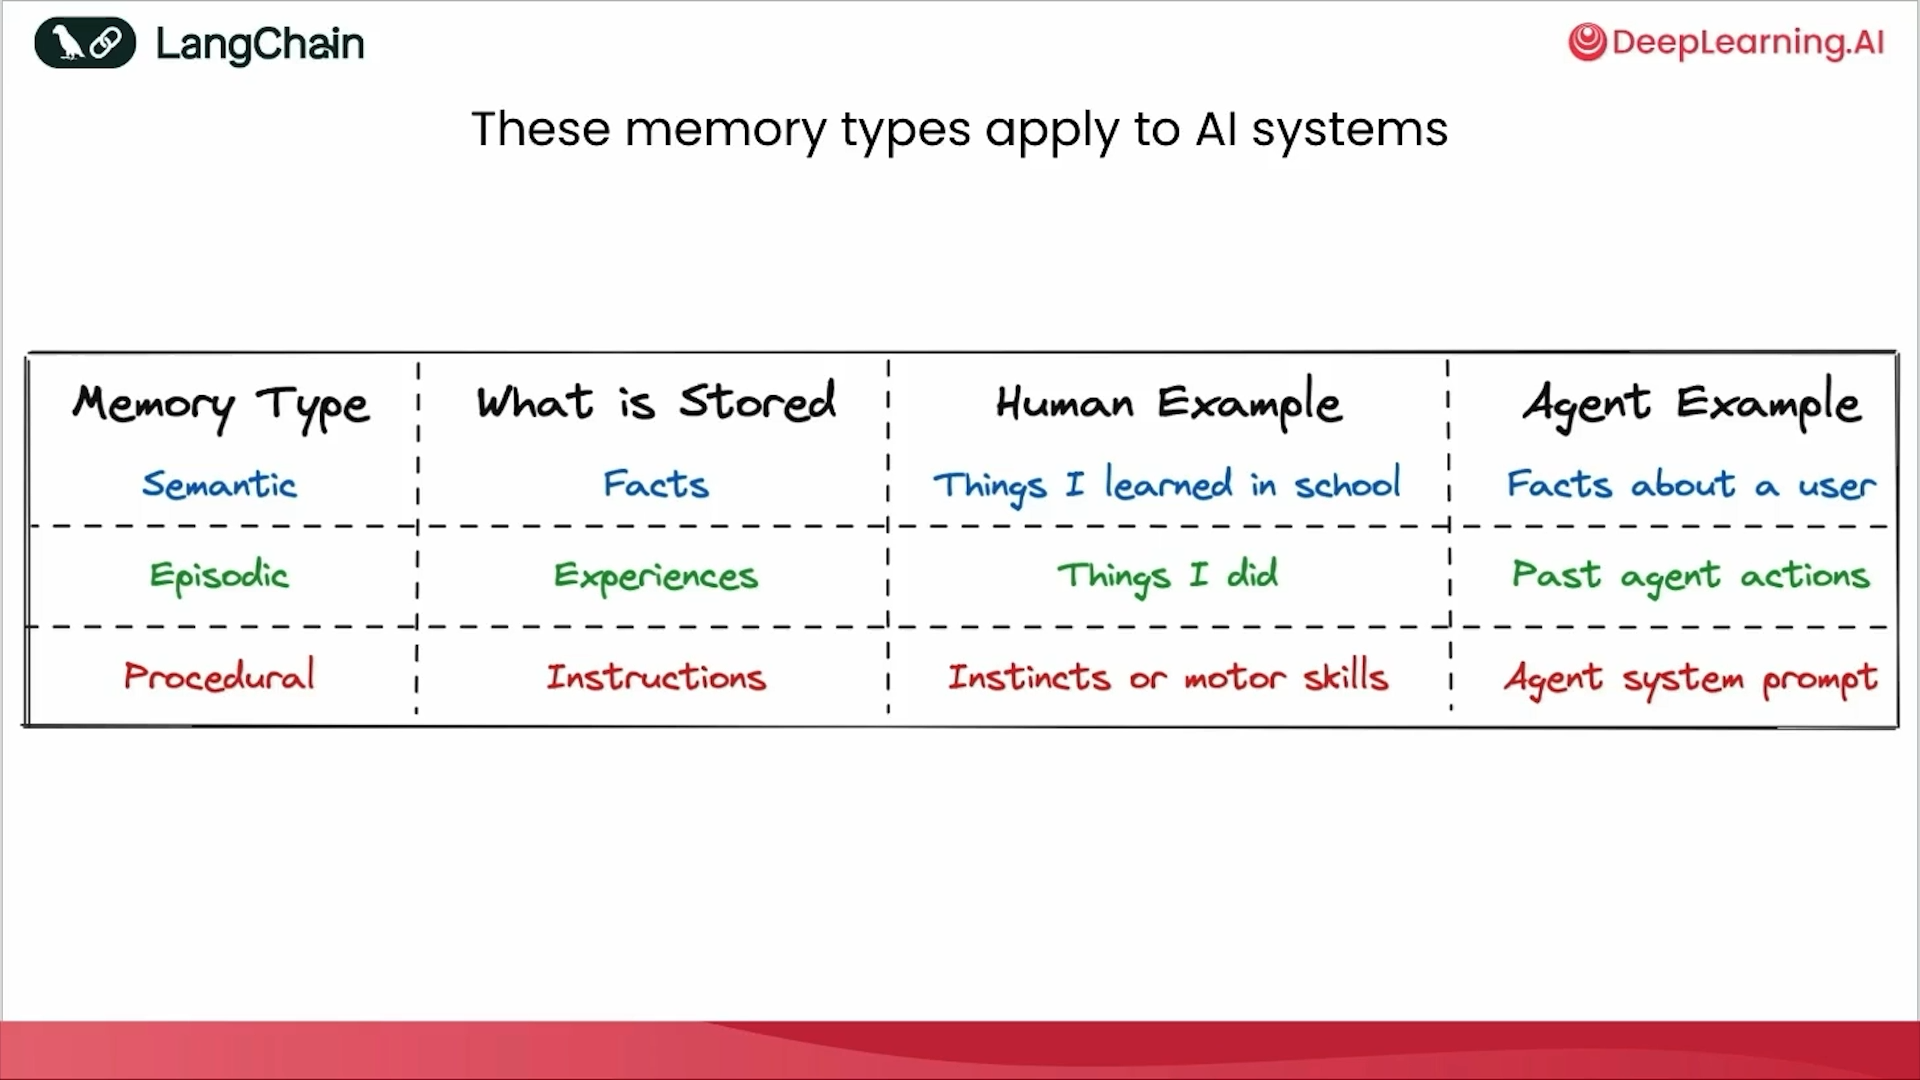 LangChain
DeepLearning.AI
These memory types apply to AI systems
Memory Type What is Stored Human Example Agent Example
Semantic Facts Things I learned in school Facts about a user
Episodic Experiences Things I did Past agent actions
Procedural Instructions Instincts or motor skills Agent system prompt